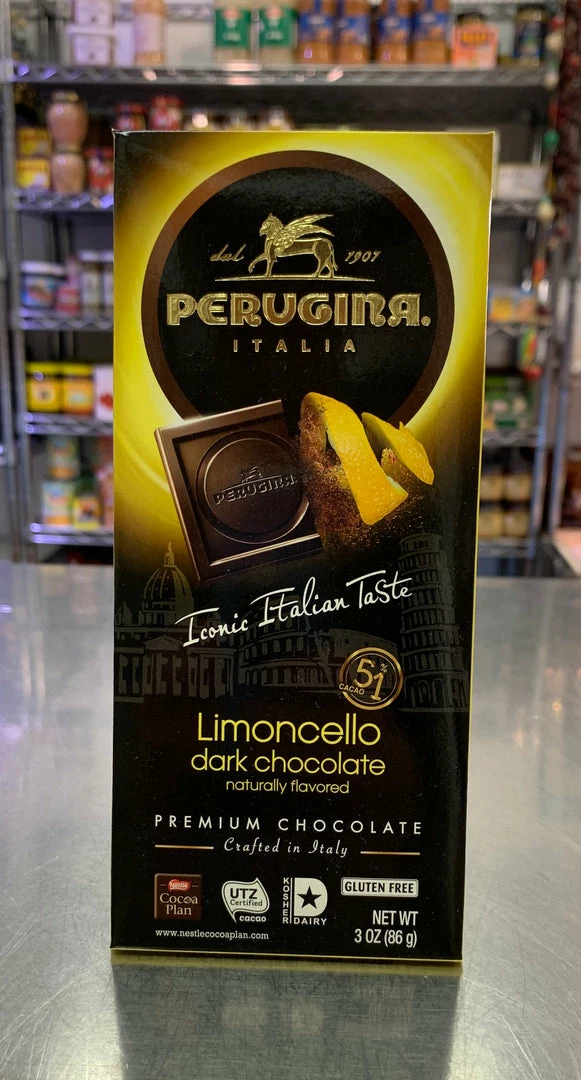 dal 1907
PERUGINA.
ITALIA
PERUGINA
Iconic Italian Taste
51%
CACAO
Limoncello
dark chocolate
naturally flavored
PREMIUM CHOCOLATE
Crafted in Italy
Nestlé
Cocoa
Plan
UTZ
Certified
cacao
KOSHER
D
DAIRY
GLUTEN FREE
NET WT
3 OZ (86 g)
www.nestlecocoaplan.com